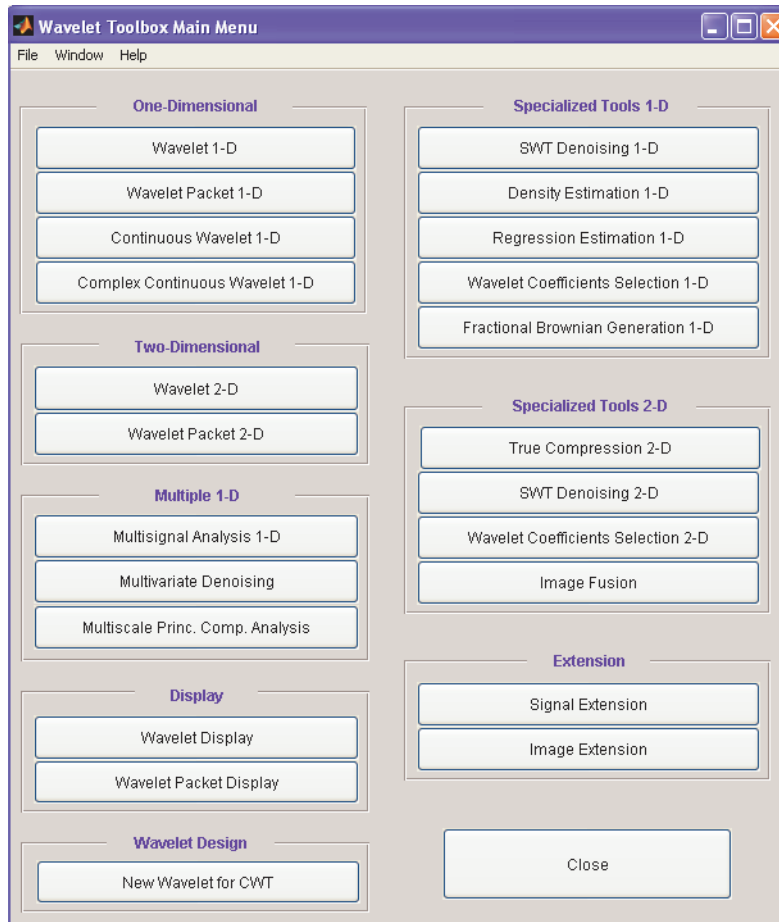 Wavelet Toolbox Main Menu
File Window Help
One-Dimensional
Wavelet 1-D
Wavelet Packet 1-D
Continuous Wavelet 1-D
Complex Continuous Wavelet 1-D
Two-Dimensional
Wavelet 2-D
Wavelet Packet 2-D
Multiple 1-D
Multisignal Analysis 1-D
Multivariate Denoising
Multiscale Princ. Comp. Analysis
Display
Wavelet Display
Wavelet Packet Display
Wavelet Design
New Wavelet for CWT
Specialized Tools 1-D
SWT Denoising 1-D
Density Estimation 1-D
Regression Estimation 1-D
Wavelet Coefficients Selection 1-D
Fractional Brownian Generation 1-D
Specialized Tools 2-D
True Compression 2-D
SWT Denoising 2-D
Wavelet Coefficients Selection 2-D
Image Fusion
Extension
Signal Extension
Image Extension
Close